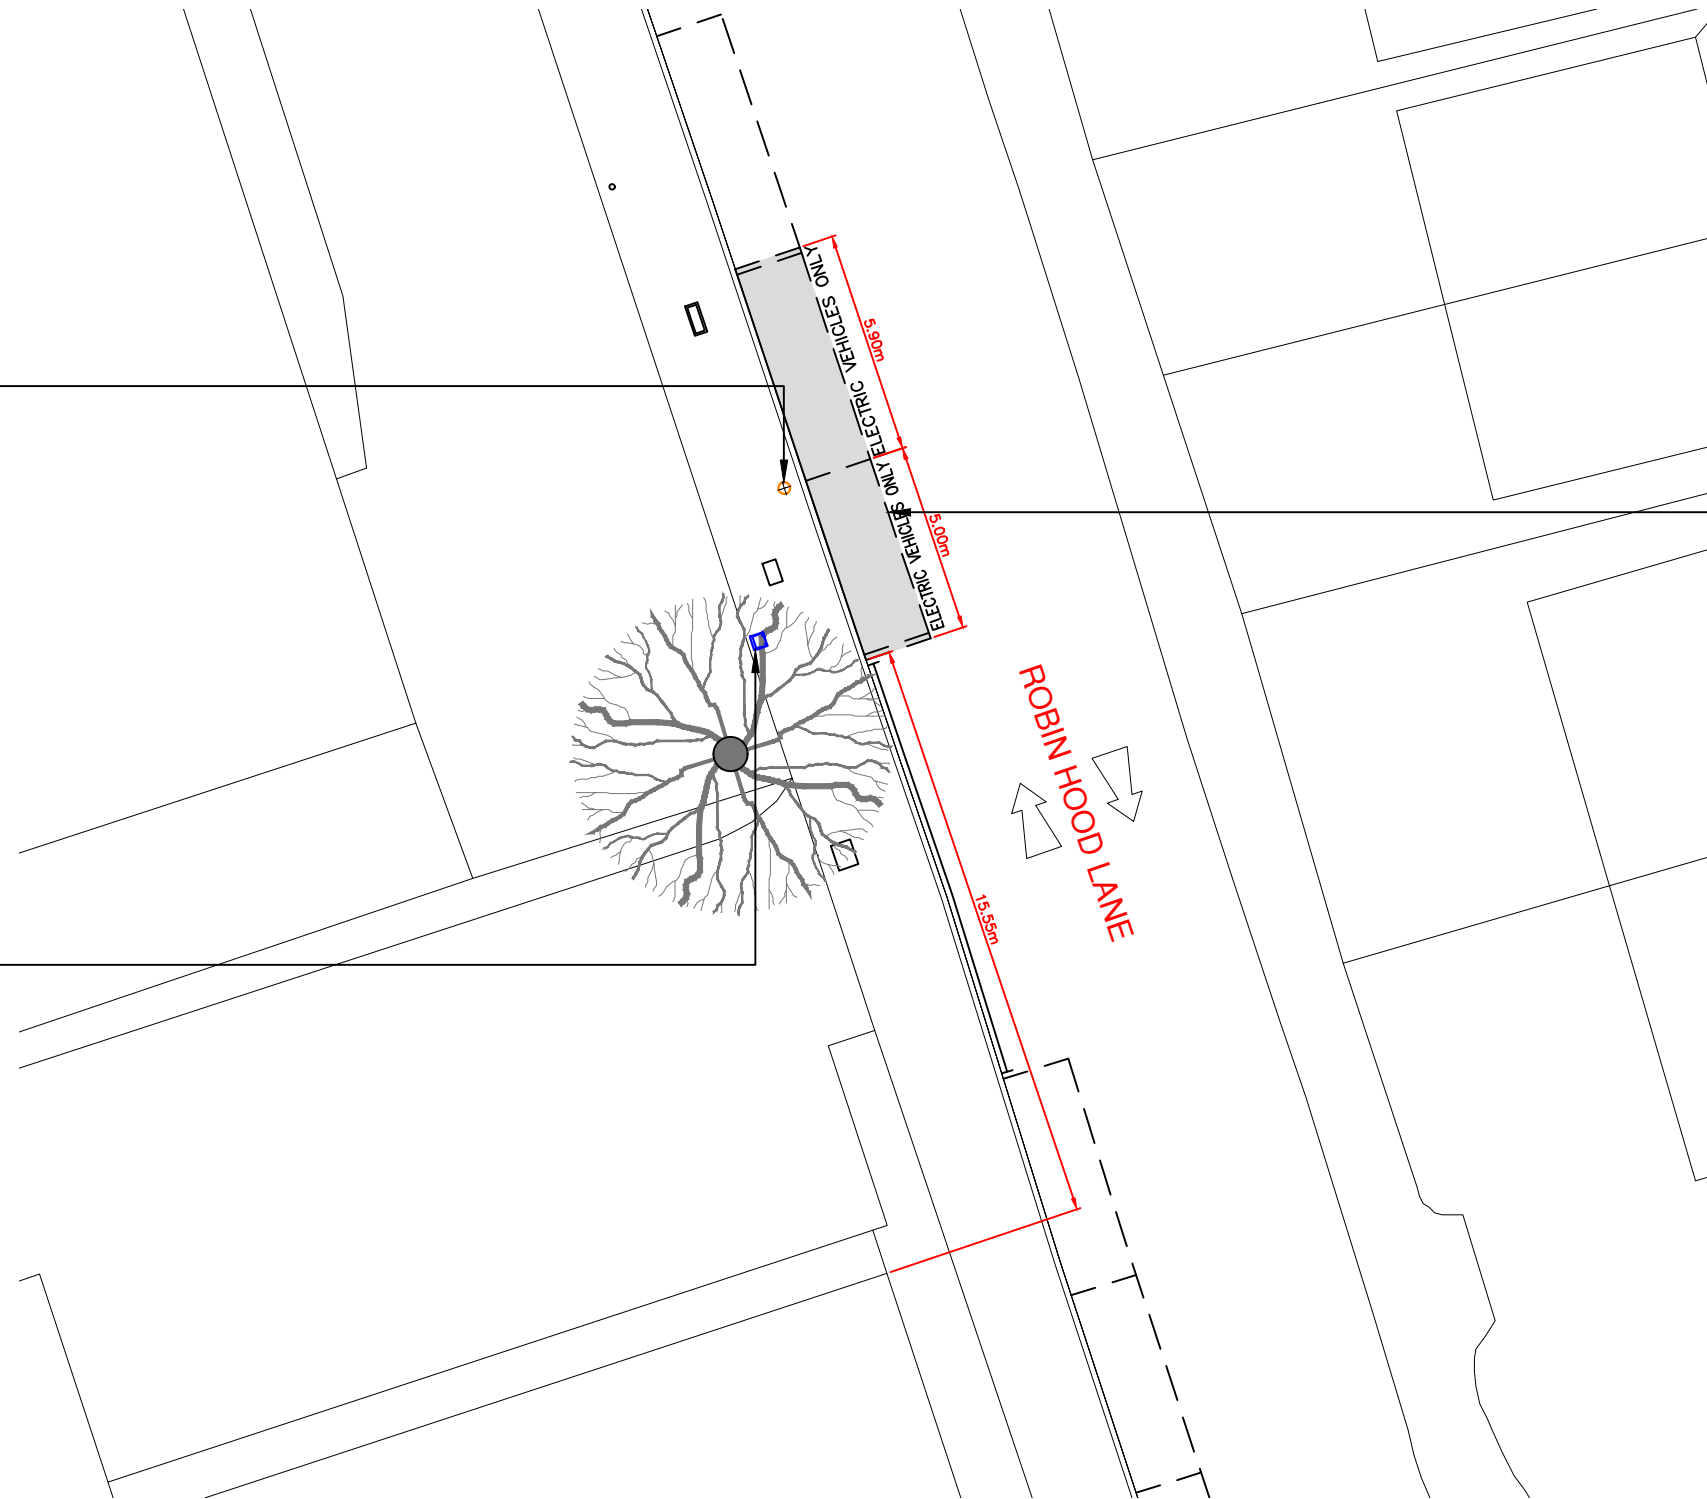 ELECTRIC VEHICLES ONLY
5.90m
ELECTRIC VEHICLES ONLY
5.00m
ROBIN HOOD LANE
15.55m